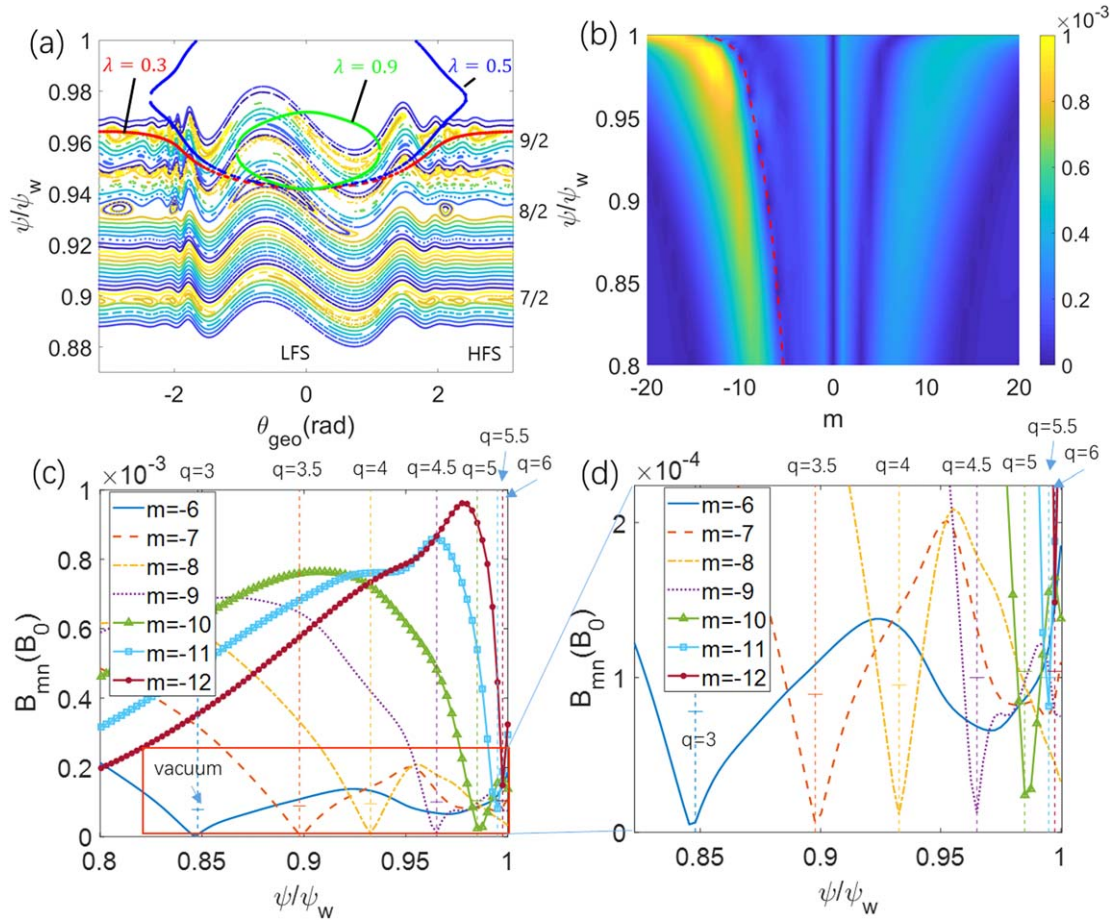 (a)
λ = 0.3
λ = 0.9
λ = 0.5
1
0.98
0.96
0.94
0.92
0.9
0.88
ψ/ψw
9/2
8/2
7/2
LFS
HFS
-2
0
2
θgeo(rad)
(b)
×10⁻³
1
0.95
0.9
0.85
0.8
ψ/ψw
-20
-10
0
10
20
m
1
0.8
0.6
0.4
0.2
0
(c)
×10⁻³
q=3
q=3.5
q=4
q=4.5
q=5
q=5.5
q=6
m=-6
m=-7
m=-8
m=-9
m=-10
m=-11
m=-12
vacuum
1
0.8
0.6
0.4
0.2
0
Bmn(B0)
0.8
0.85
0.9
0.95
1
ψ/ψw
(d)
×10⁻⁴
q=3.5
q=4
q=4.5
q=5
q=5.5
q=6
m=-6
m=-7
m=-8
m=-9
m=-10
m=-11
m=-12
q=3
2
1
0
Bmn(B0)
0.85
0.9
0.95
1
ψ/ψw